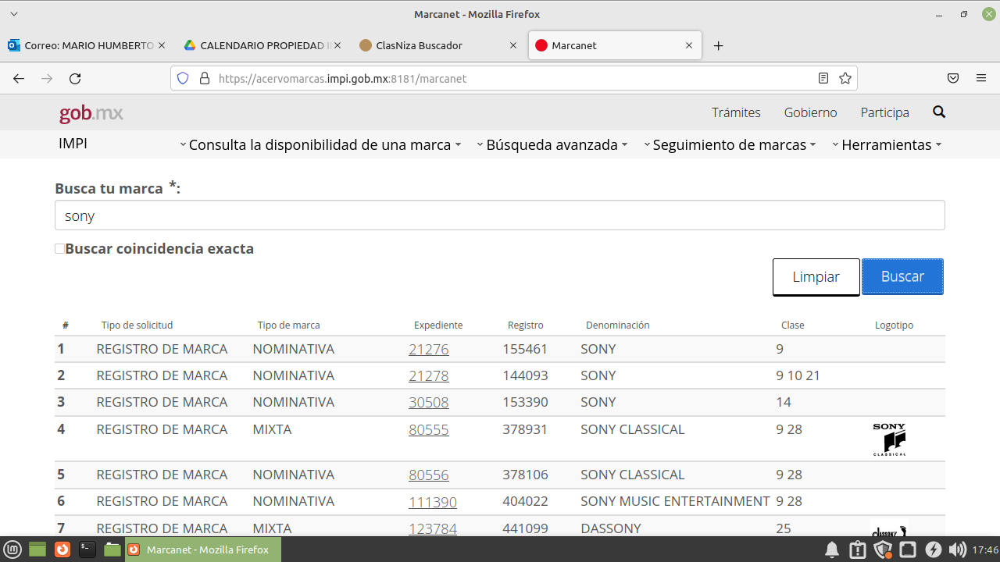 Marcanet - Mozilla Firefox
Correo: MARIO HUMBERTO
CALENDARIO PROPIEDAD
ClasNiza Buscador
Marcanet
https://acervomarcas.impi.gob.mx:8181/marcanet
gob.mx
Trámites
Gobierno
Participa
IMPI
Consulta la disponibilidad de una marca
Búsqueda avanzada
Seguimiento de marcas
Herramientas
Busca tu marca *:
sony
Buscar coincidencia exacta
Limpiar
Buscar
# Tipo de solicitud Tipo de marca Expediente Registro Denominación Clase Logotipo
1 REGISTRO DE MARCA NOMINATIVA 21276 155461 SONY 9
2 REGISTRO DE MARCA NOMINATIVA 21278 144093 SONY 9 10 21
3 REGISTRO DE MARCA NOMINATIVA 30508 153390 SONY 14
4 REGISTRO DE MARCA MIXTA 80555 378931 SONY CLASSICAL 9 28
SONY
CLASSICAL
5 REGISTRO DE MARCA NOMINATIVA 80556 378106 SONY CLASSICAL 9 28
6 REGISTRO DE MARCA NOMINATIVA 111390 404022 SONY MUSIC ENTERTAINMENT 9 28
7 REGISTRO DE MARCA MIXTA 123784 441099 DASSONY 25
DASSONY
Marcanet - Mozilla Firefox
17:46